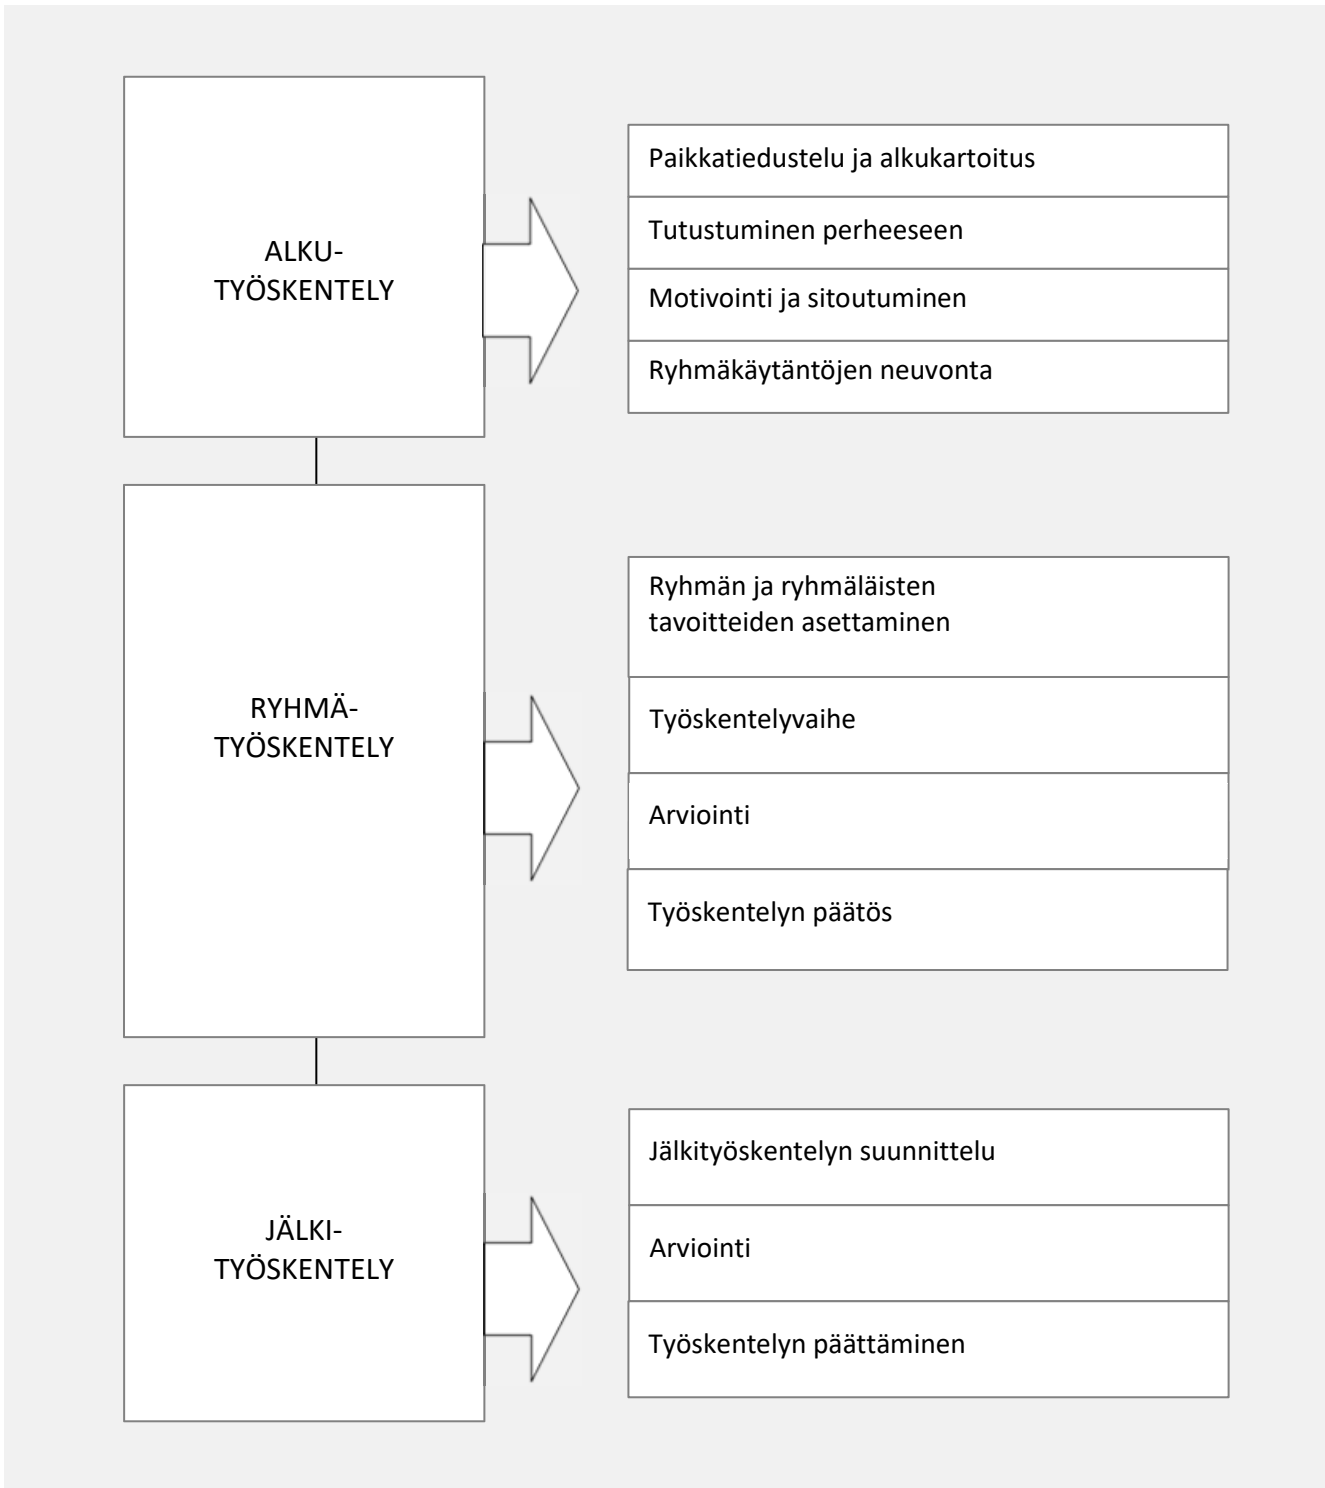 ALKU-
TYÖSKENTELY
Paikkatiedustelu ja alkukartoitus
Tutustuminen perheeseen
Motivointi ja sitoutuminen
Ryhmäkäytäntöjen neuvonta
RYHMÄ-
TYÖSKENTELY
Ryhmän ja ryhmäläisten
tavoitteiden asettaminen
Työskentelyvaihe
Arviointi
Työskentelyn päätös
JÄLKI-
TYÖSKENTELY
Jälkityöskentelyn suunnittelu
Arviointi
Työskentelyn päättäminen